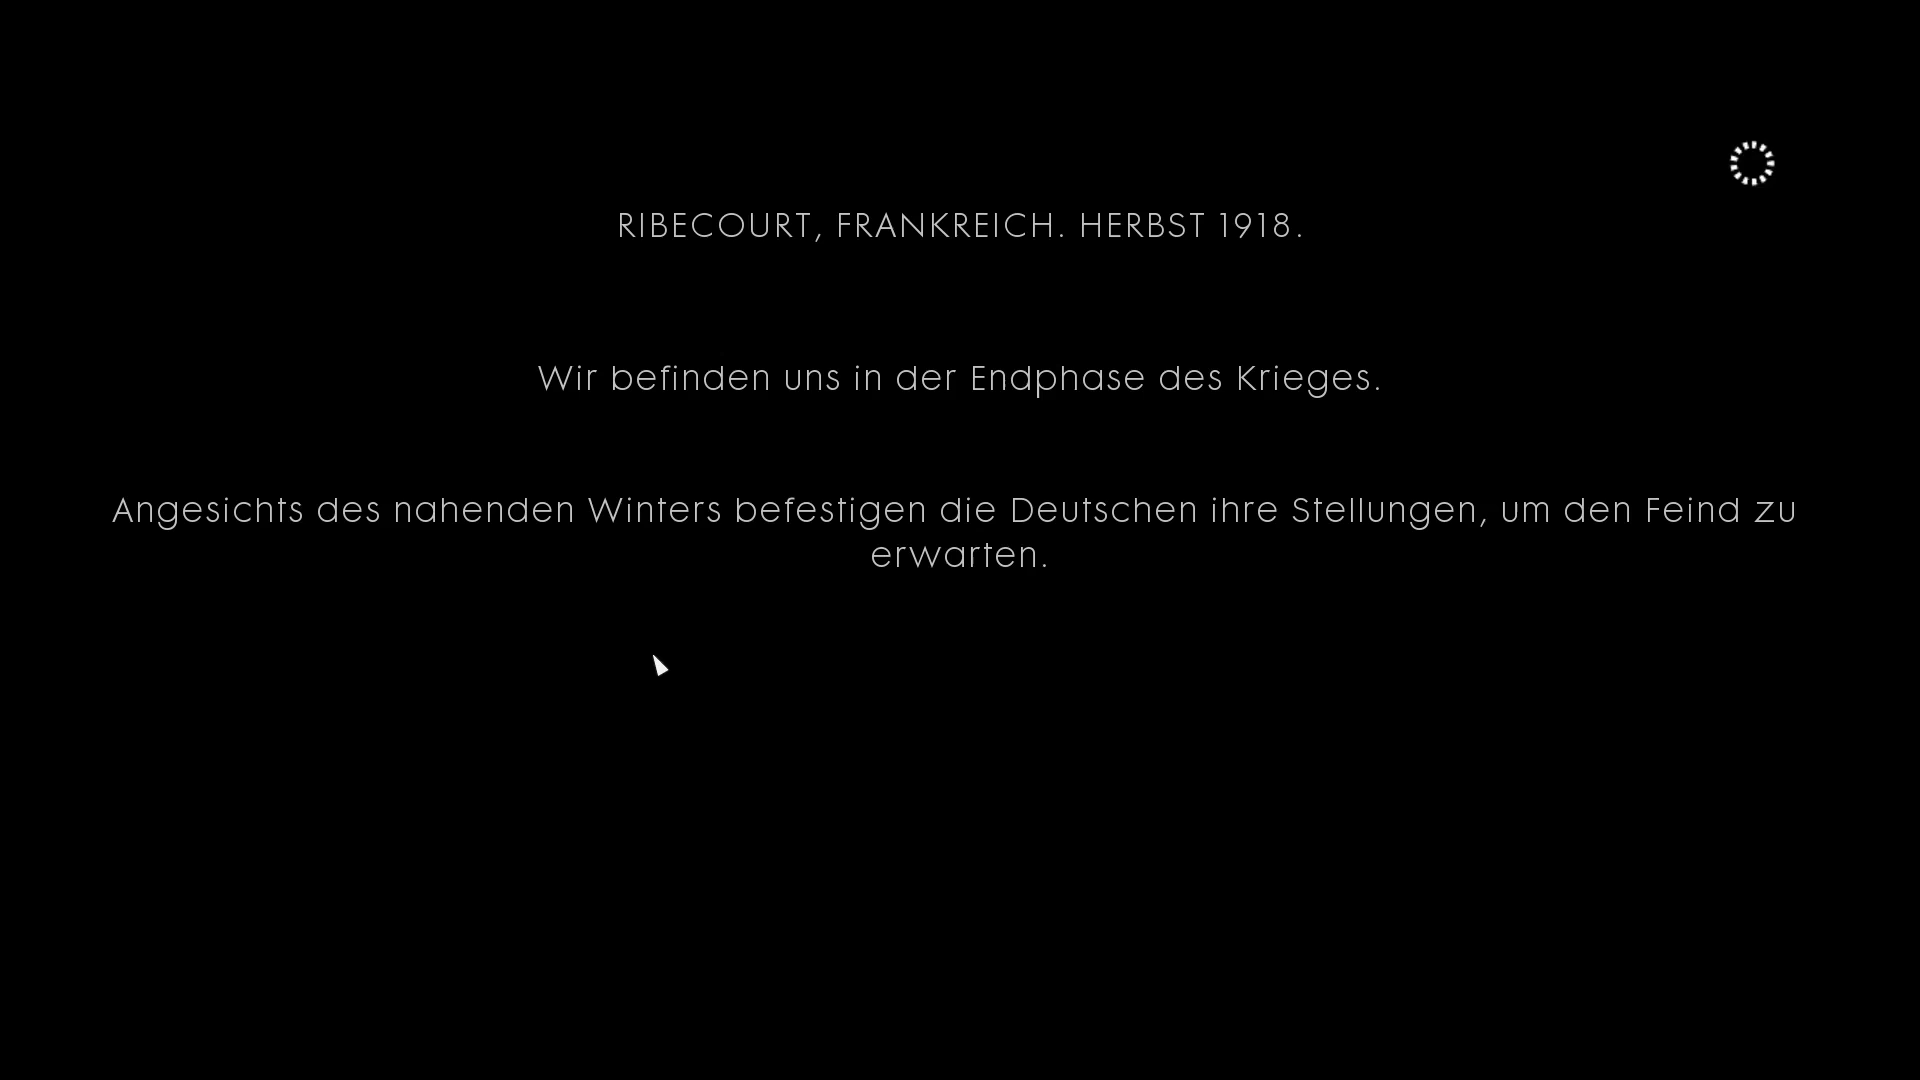 RIBECOURT, FRANKREICH. HERBST 1918.
Wir befinden uns in der Endphase des Krieges.
Angesichts des nahenden Winters befestigen die Deutschen ihre Stellungen, um den Feind zu
erwarten.